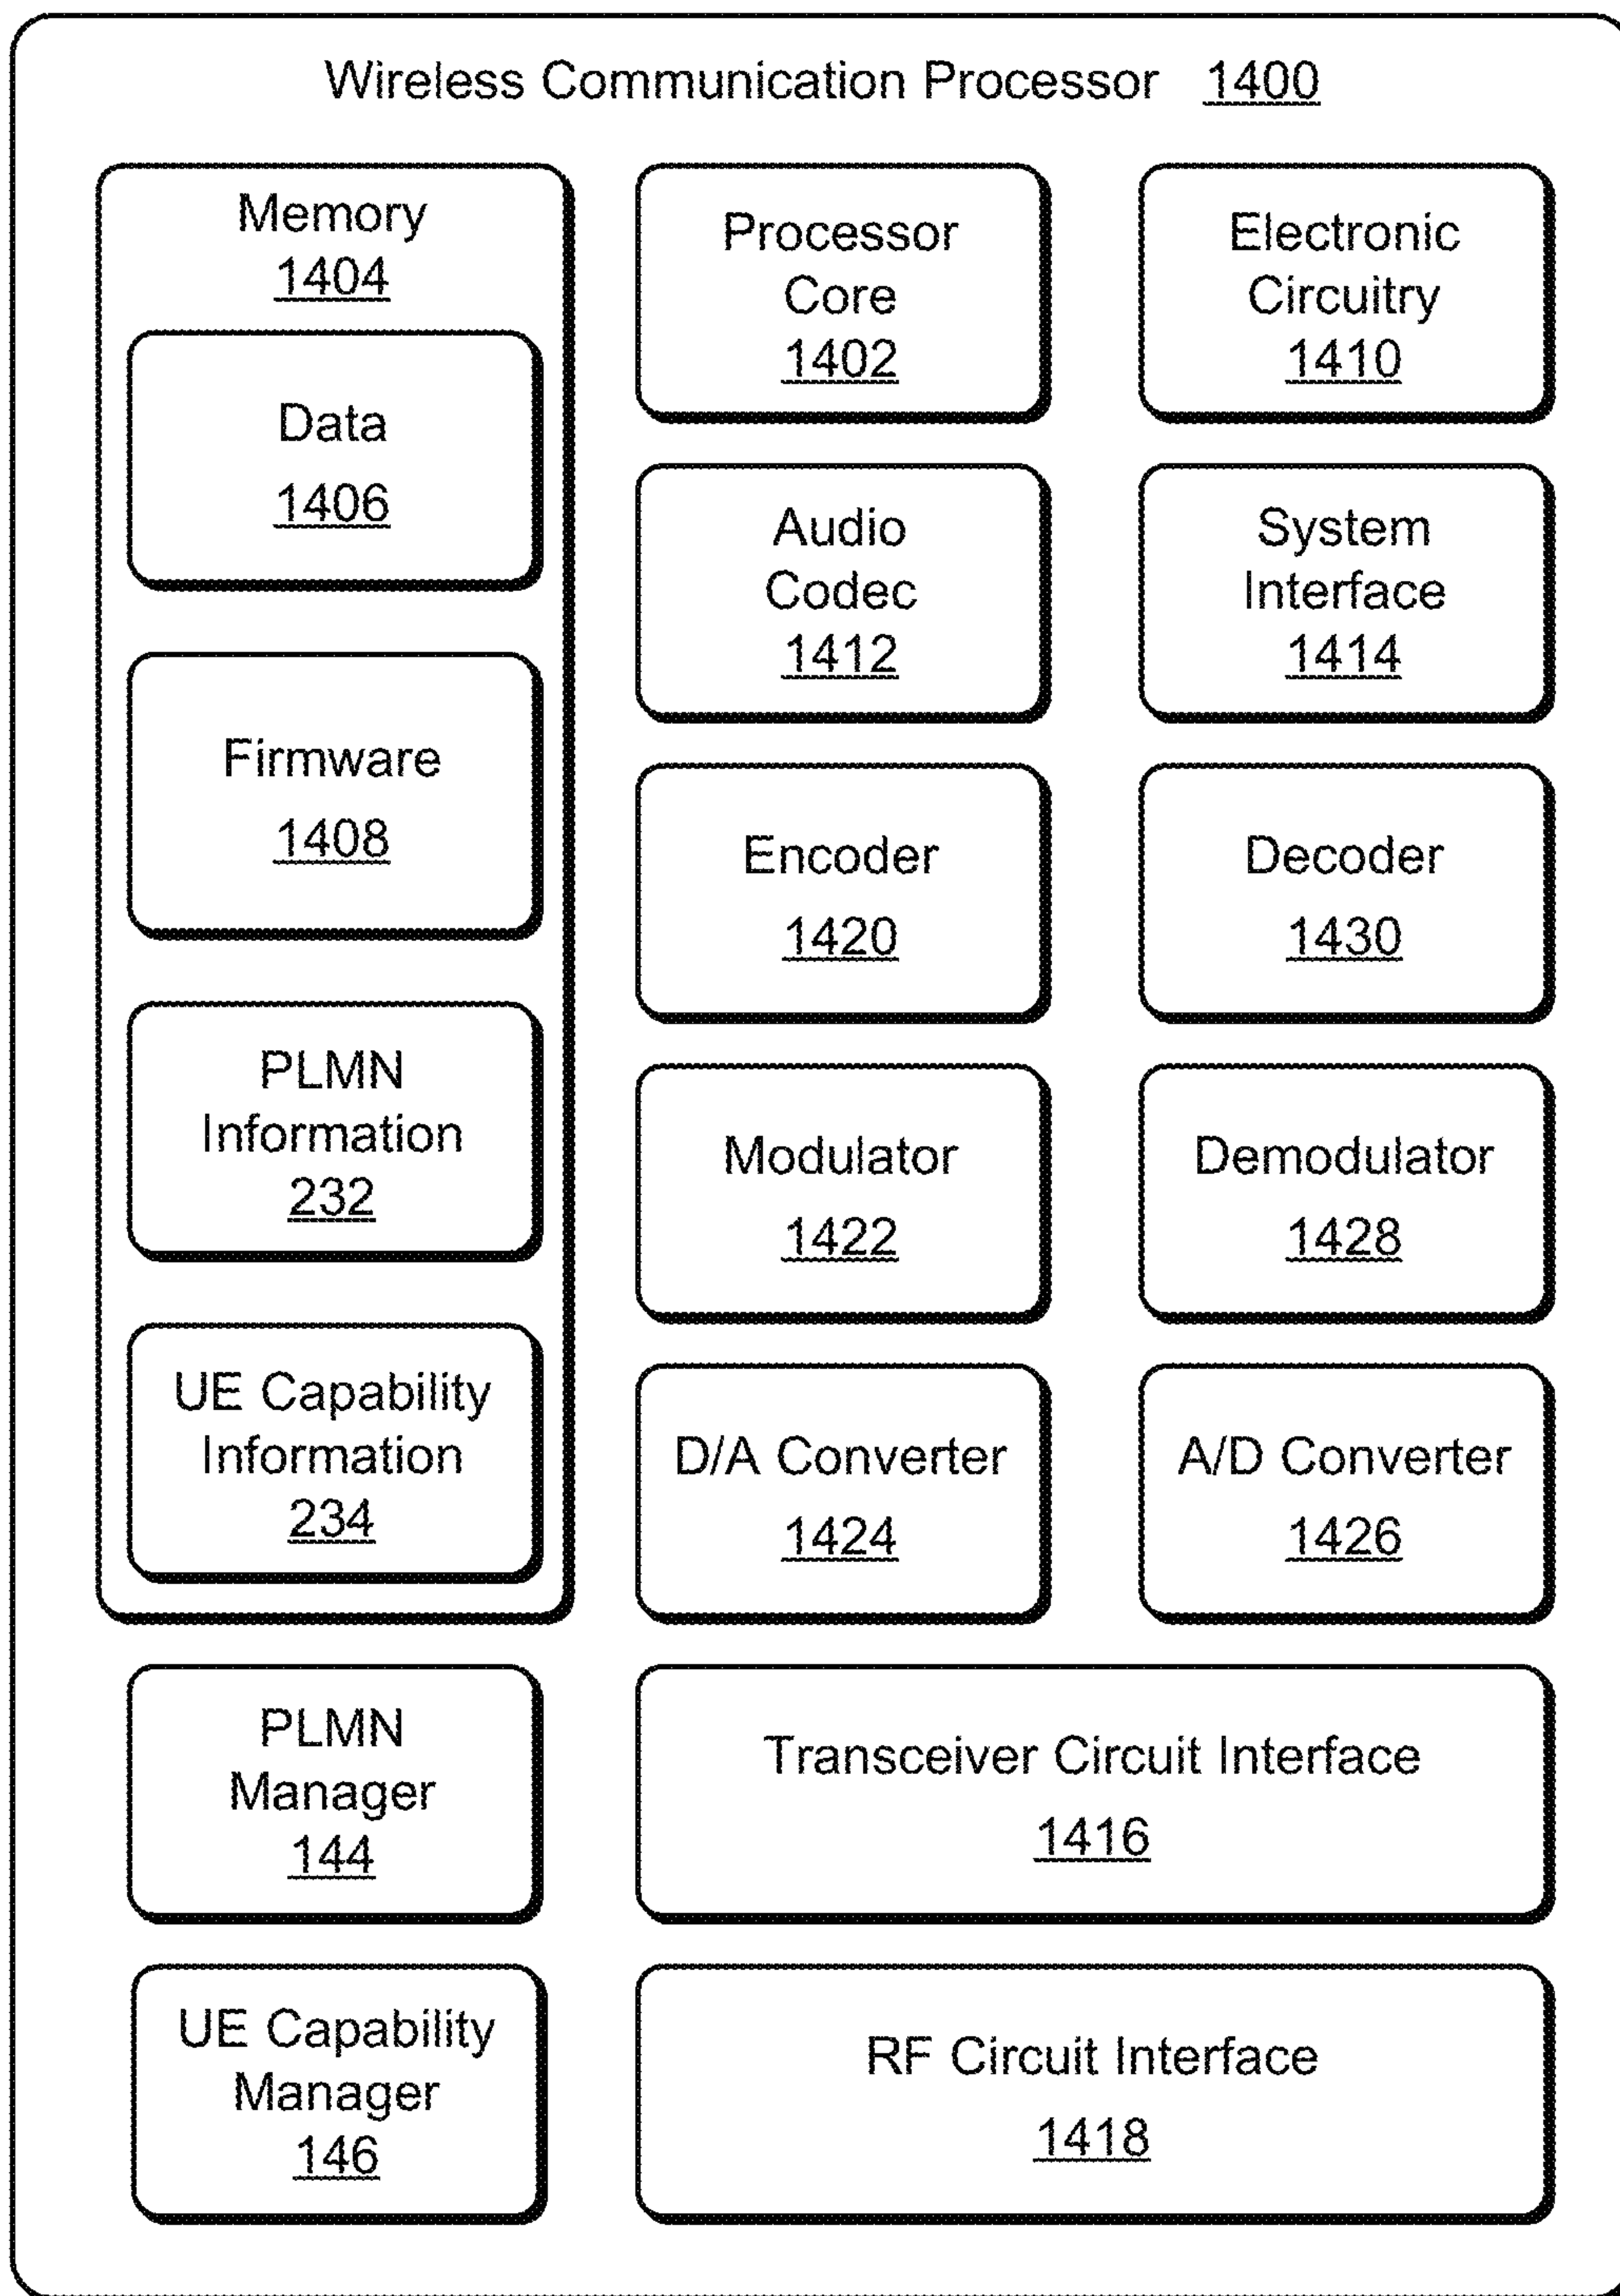 Wireless Communication Processor 1400
Memory
1404
Data
1406
Firmware
1408
PLMN
Information
232
UE Capability
Information
234
PLMN
Manager
144
UE Capability
Manager
146
Processor
Core
1402
Electronic
Circuitry
1410
Audio
Codec
1412
System
Interface
1414
Encoder
1420
Decoder
1430
Modulator
1422
Demodulator
1428
D/A Converter
1424
A/D Converter
1426
Transceiver Circuit Interface
1416
RF Circuit Interface
1418